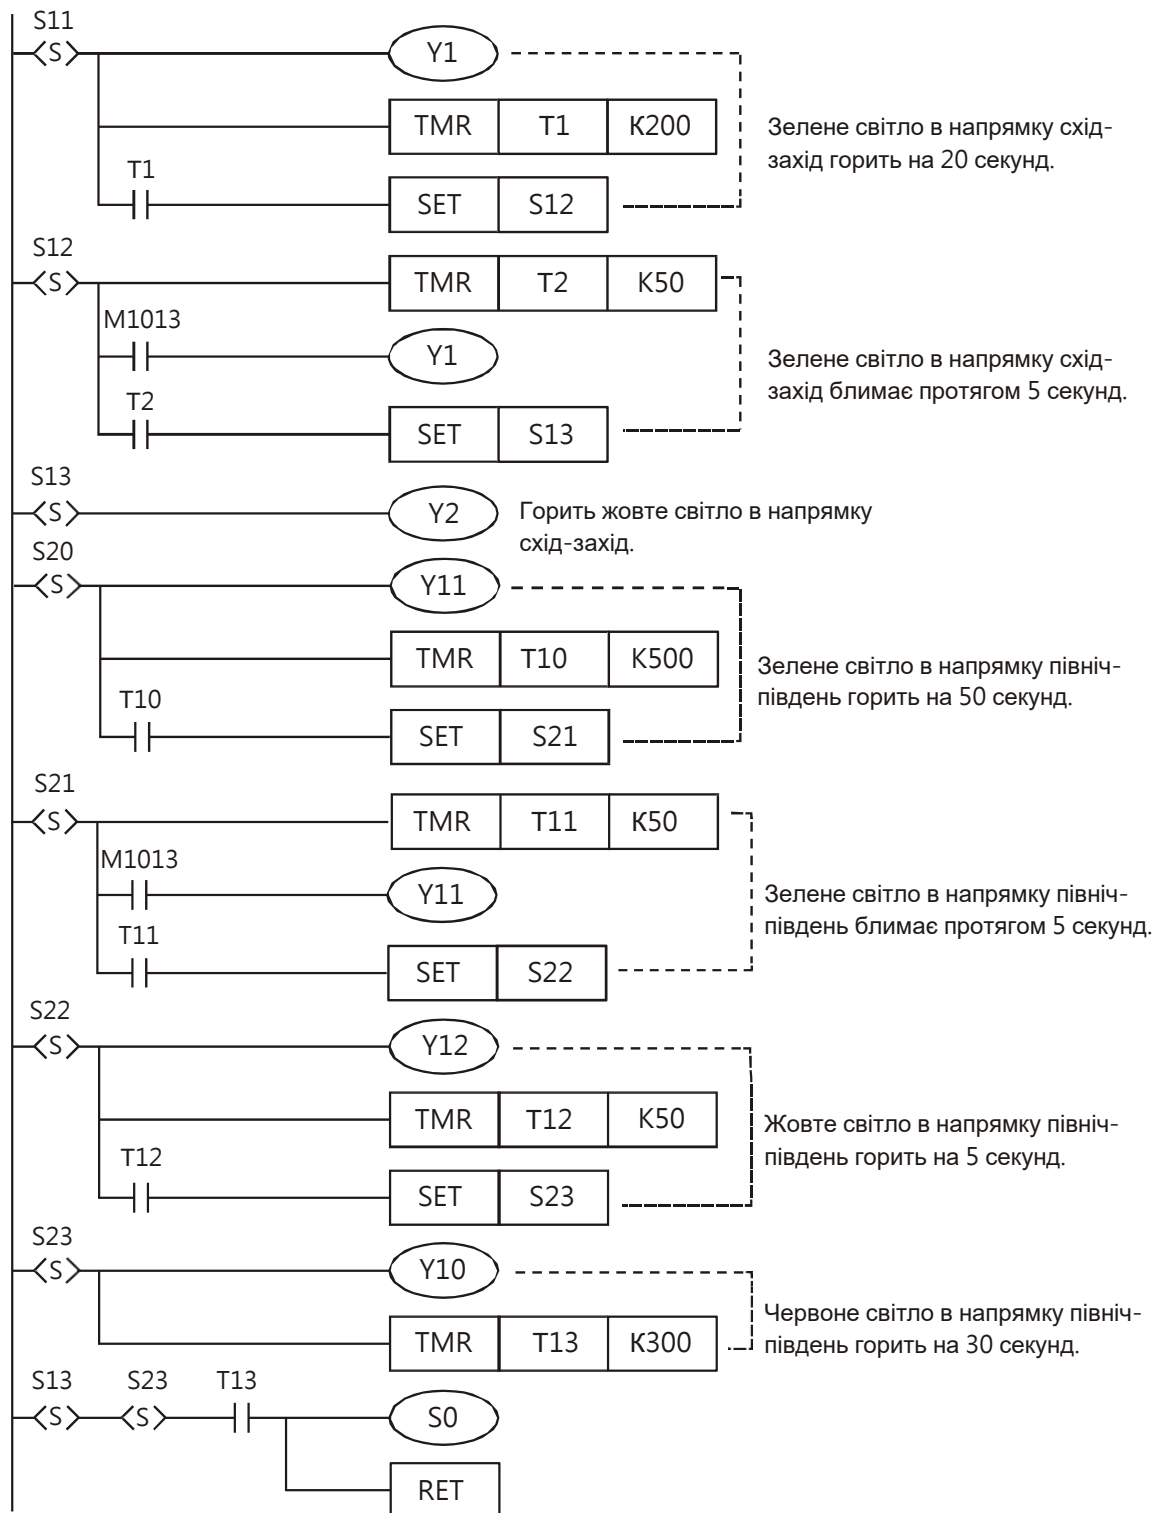 S11
S
Y1
TMR T1 K200
Зелене світло в напрямку схід-
захід горить на 20 секунд.
T1
SET S12
S12
S
TMR T2 K50
M1013
Y1
Зелене світло в напрямку схід-
захід блимає протягом 5 секунд.
T2
SET S13
S13
S
Y2
Горить жовте світло в напрямку
схід-захід.
S20
S
Y11
TMR T10 K500
Зелене світло в напрямку північ-
південь горить на 50 секунд.
T10
SET S21
S21
S
TMR T11 K50
M1013
Y11
Зелене світло в напрямку північ-
південь блимає протягом 5 секунд.
T11
SET S22
S22
S
Y12
TMR T12 K50
Жовте світло в напрямку північ-
південь горить на 5 секунд.
T12
SET S23
S23
S
Y10
Червоне світло в напрямку північ-
південь горить на 30 секунд.
TMR T13 K300
S13 S23 T13
S S
S0
RET